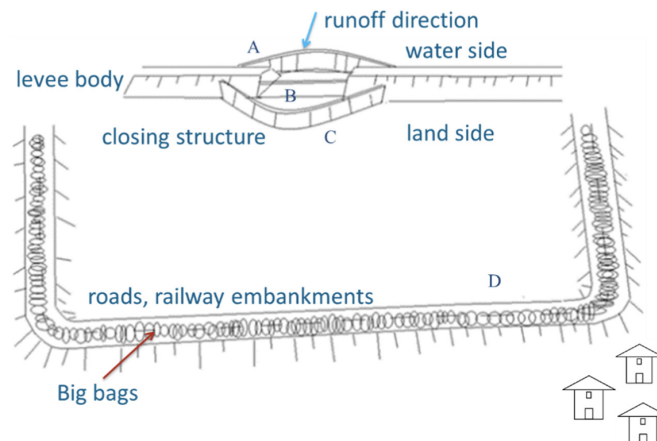 runoff direction
A
water side
levee body
B
closing structure
C
land side
D
roads, railway embankments
Big bags